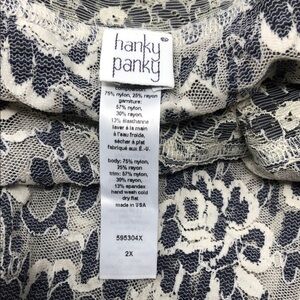 hanky
panky
75% nylon, 25% rayon
garniture:
57% nylon,
30% rayon,
13% élasthanne
laver à la main
à l'eau froide,
sécher à plat
fabriqué aux É.-U.
body: 75% nylon,
25% rayon
trim: 57% nylon,
30% rayon,
13% spandex
hand wash cold
dry flat
made in USA
595304X
2X